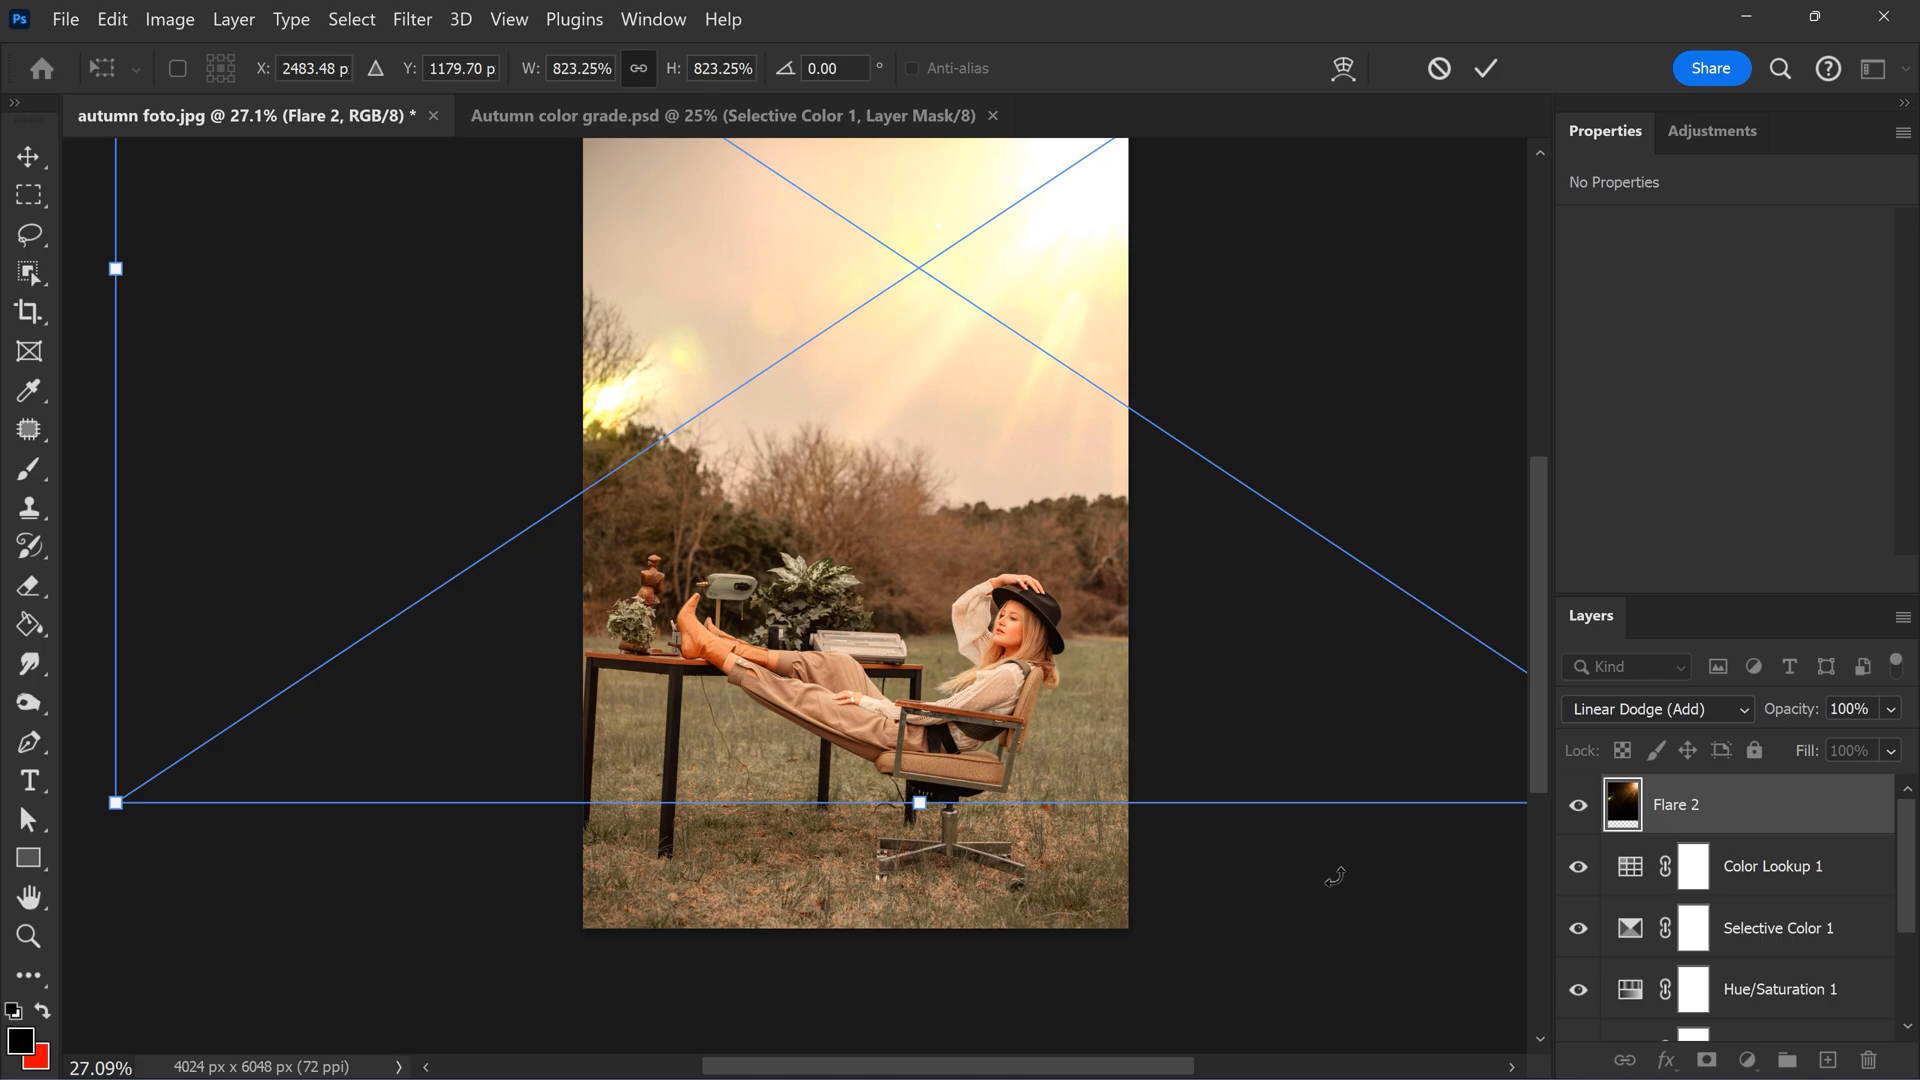 Ps File Edit Image Layer Type Select Filter 3D View Plugins Window Help
X: 2483.48 p Y: 1179.70 p W: 823.25% H: 823.25% 0.00 ° Anti-alias Share
autumn foto.jpg @ 27.1% (Flare 2, RGB/8) * Autumn color grade.psd @ 25% (Selective Color 1, Layer Mask/8)
Properties Adjustments
No Properties
Layers
Kind
Linear Dodge (Add) Opacity: 100%
Lock: Fill: 100%
Flare 2
Color Lookup 1
Selective Color 1
Hue/Saturation 1
fx
27.09% 4024 px x 6048 px (72 ppi)